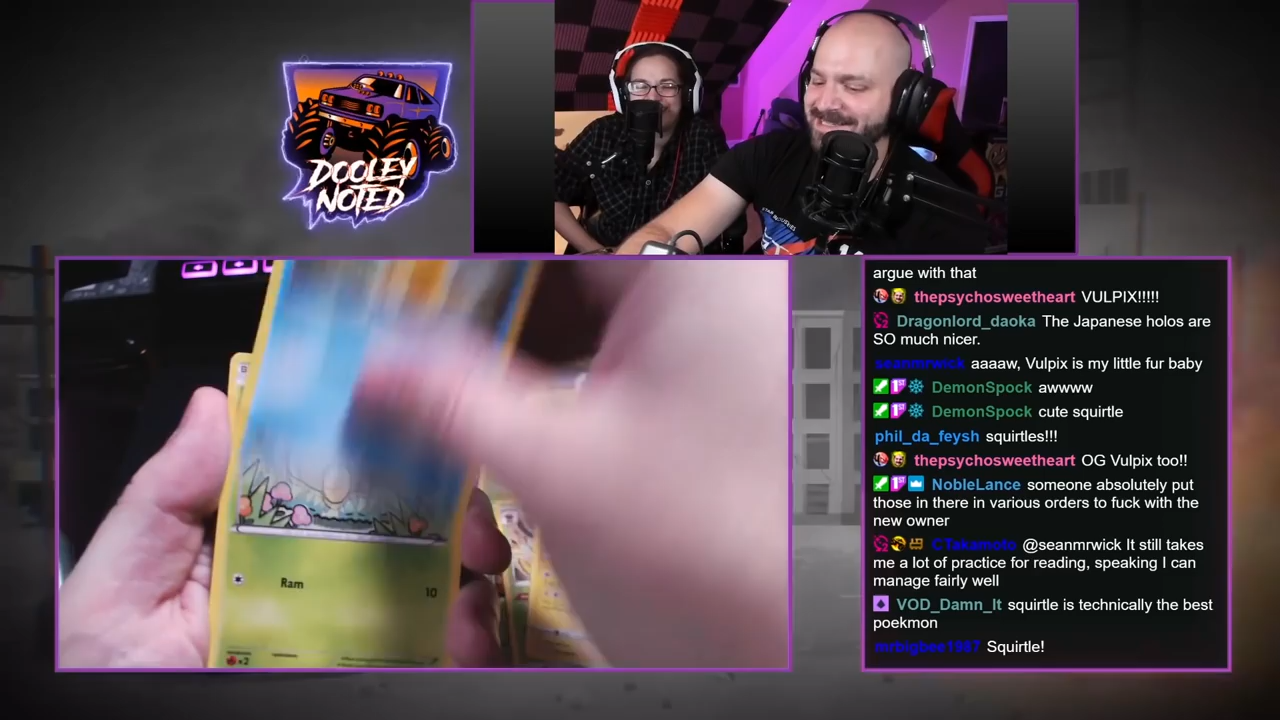 DOOLEY
NOTED
argue with that
thepsychosweetheart VULPIX!!!!!
Dragonlord_daoka The Japanese holos are
SO much nicer.
seanmrwick aaaaw, Vulpix is my little fur baby
DemonSpock awwww
DemonSpock cute squirtle
phil_da_feysh squirtles!!!
thepsychosweetheart OG Vulpix too!!
NobleLance someone absolutely put
those in there in various orders to fuck with the
new owner
CTakamoto @seanmrwick It still takes
me a lot of practice for reading, speaking I can
manage fairly well
VOD_Damn_It squirtle is technically the best
poekmon
mrbigbee1987 Squirtle!
Ram 10
x2